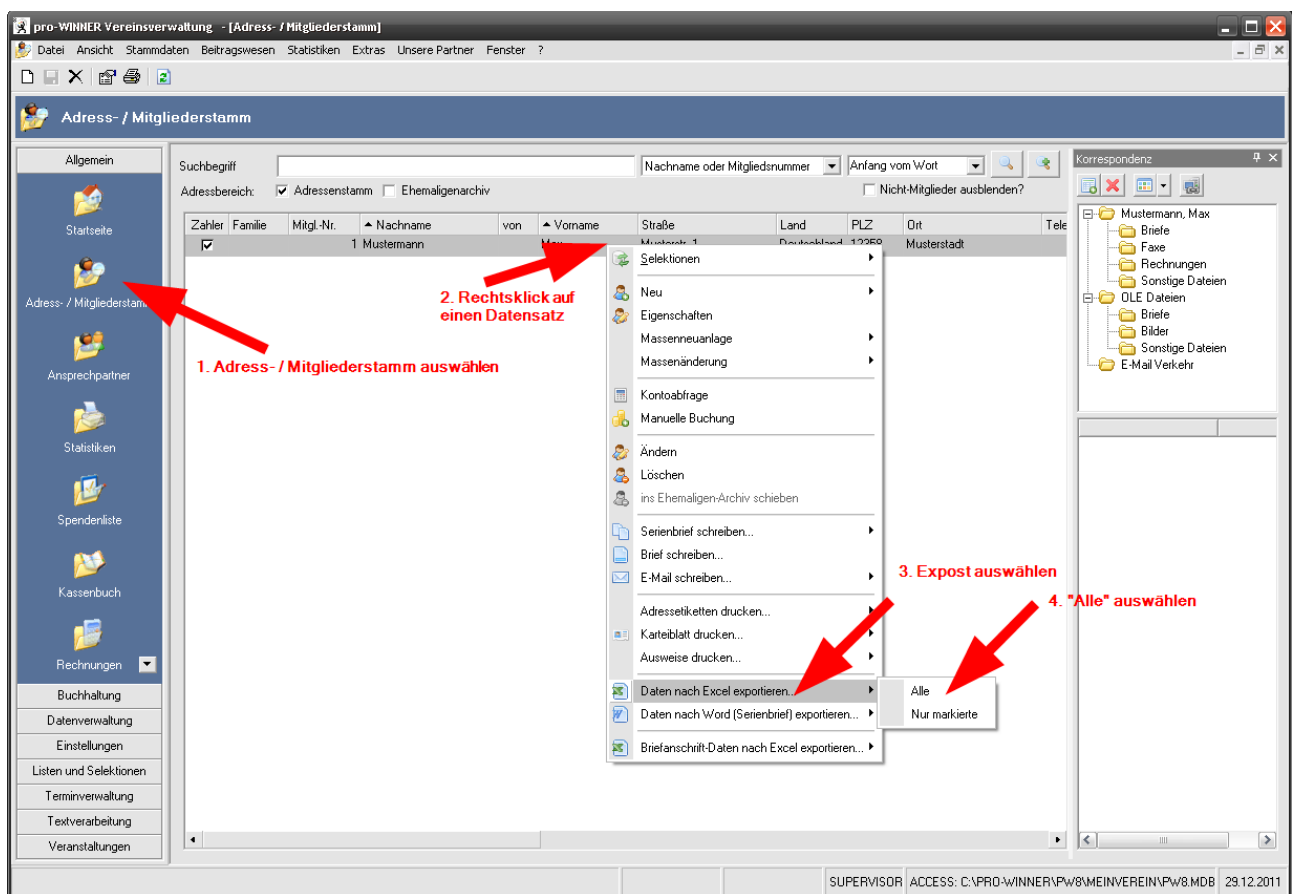 pro-WINNER Vereinsverwaltung - [Adress- / Mitgliederstamm]
Datei Ansicht Stammdaten Beitragswesen Statistiken Extras Unsere Partner Fenster ?
Adress- / Mitgliederstamm
Allgemein
Startseite
Adress- / Mitgliederstamm
Ansprechpartner
Statistiken
Spendenliste
Kassenbuch
Rechnungen
Buchhaltung
Datenverwaltung
Einstellungen
Listen und Selektionen
Terminverwaltung
Textverarbeitung
Veranstaltungen
Suchbegriff
Nachname oder Mitgliedsnummer
Anfang vom Wort
Adressbereich: Adressenstamm Ehemaligenarchiv
Nicht-Mitglieder ausblenden?
Zahler Familie Mitgl.-Nr. Nachname von Vorname Straße Land PLZ Ort Tele
1 Mustermann Max Musterstr. 1 Deutschland 12359 Musterstadt
1. Adress- / Mitgliederstamm auswählen
2. Rechtsklick auf
einen Datensatz
Selektionen
Neu
Eigenschaften
Massenneuanlage
Massenänderung
Kontoabfrage
Manuelle Buchung
Ändern
Löschen
ins Ehemaligen-Archiv schieben
Serienbrief schreiben...
Brief schreiben...
E-Mail schreiben...
Adressetiketten drucken...
Karteiblatt drucken...
Ausweise drucken...
Daten nach Excel exportieren...
Daten nach Word (Serienbrief) exportieren...
Briefanschrift-Daten nach Excel exportieren...
3. Expost auswählen
4. "Alle" auswählen
Alle
Nur markierte
Korrespondenz
Mustermann, Max
Briefe
Faxe
Rechnungen
Sonstige Dateien
OLE Dateien
Briefe
Bilder
Sonstige Dateien
E-Mail Verkehr
SUPERVISOR ACCESS: C:\PRO-WINNER\PW8\MEINVEREIN\PW8.MDB 29.12.2011